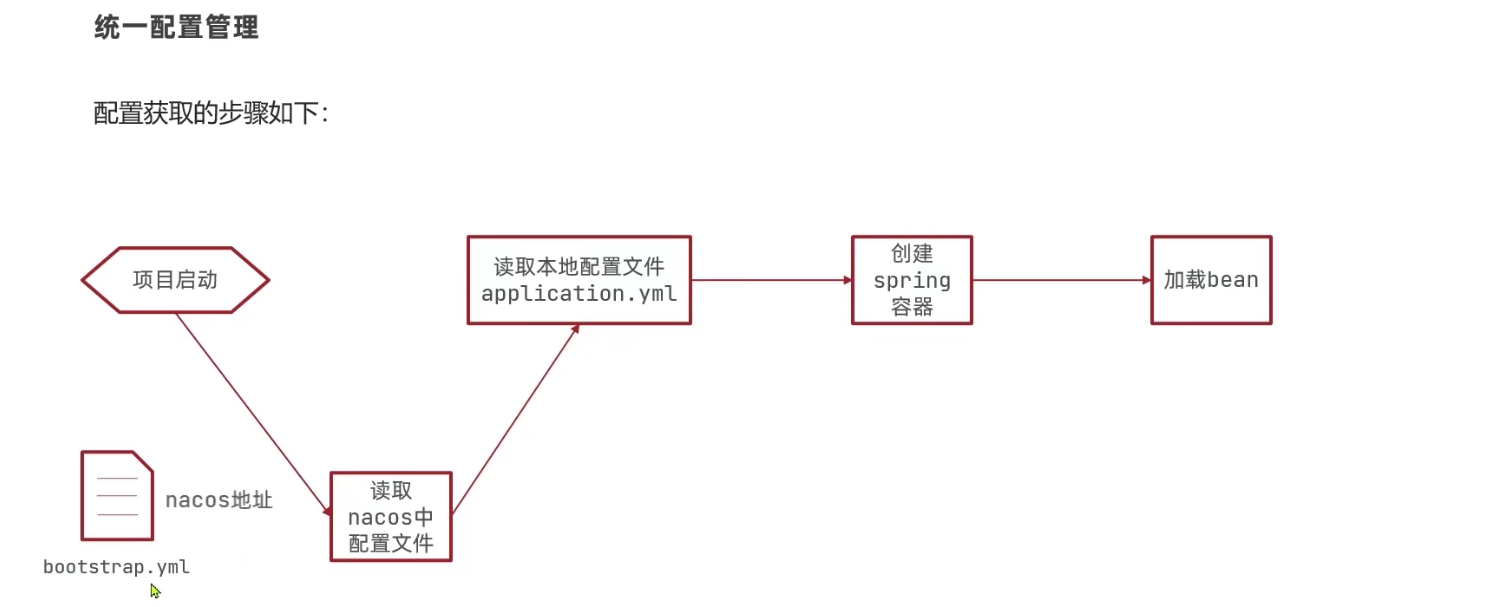 统一配置管理
配置获取的步骤如下：
项目启动
读取本地配置文件
application.yml
创建
spring
容器
加载bean
nacos地址
bootstrap.yml
读取
nacos中
配置文件